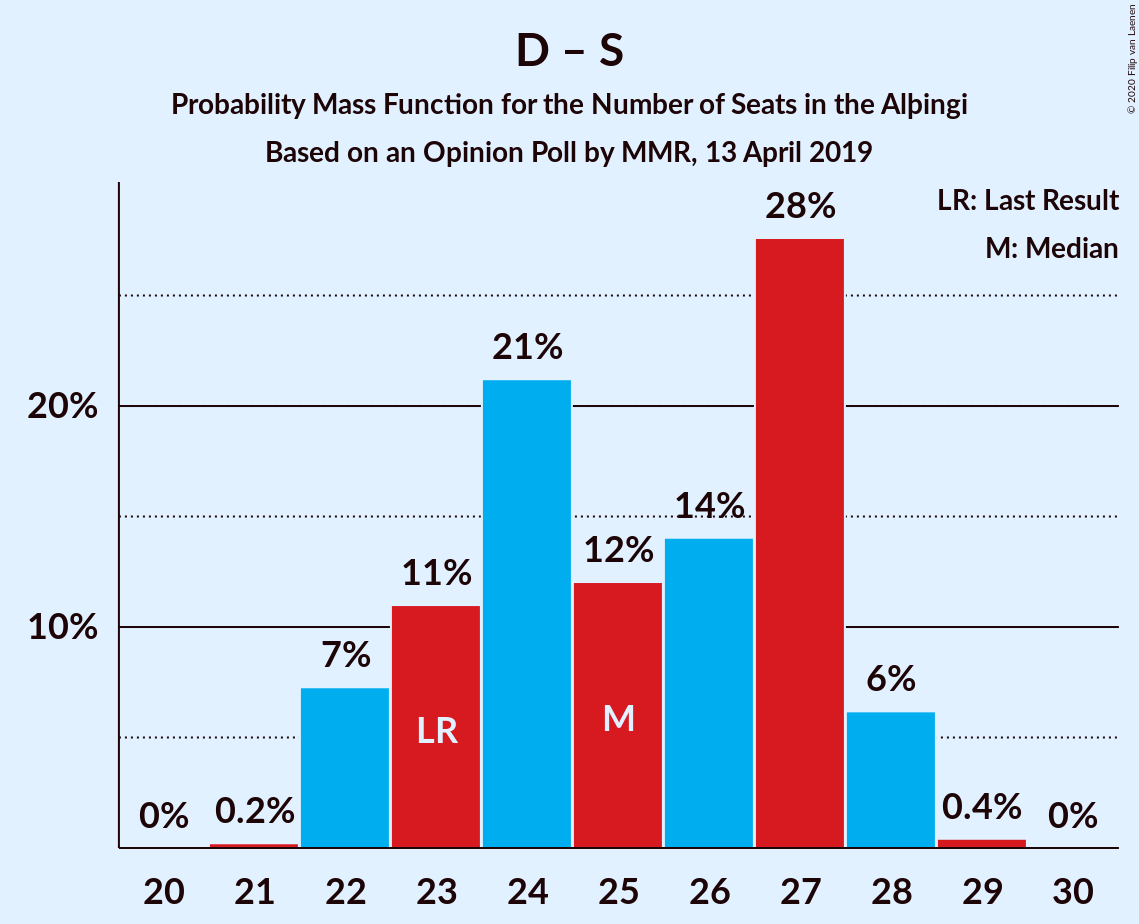 D – S
Probability Mass Function for the Number of Seats in the Alþingi
Based on an Opinion Poll by MMR, 13 April 2019
© 2020 Filip van Laenen
LR: Last Result
M: Median
28%
21%
20%
14%
12%
11%
10%
7%
6%
LR
M
0%
0.2%
0.4%
0%
20 21 22 23 24 25 26 27 28 29 30